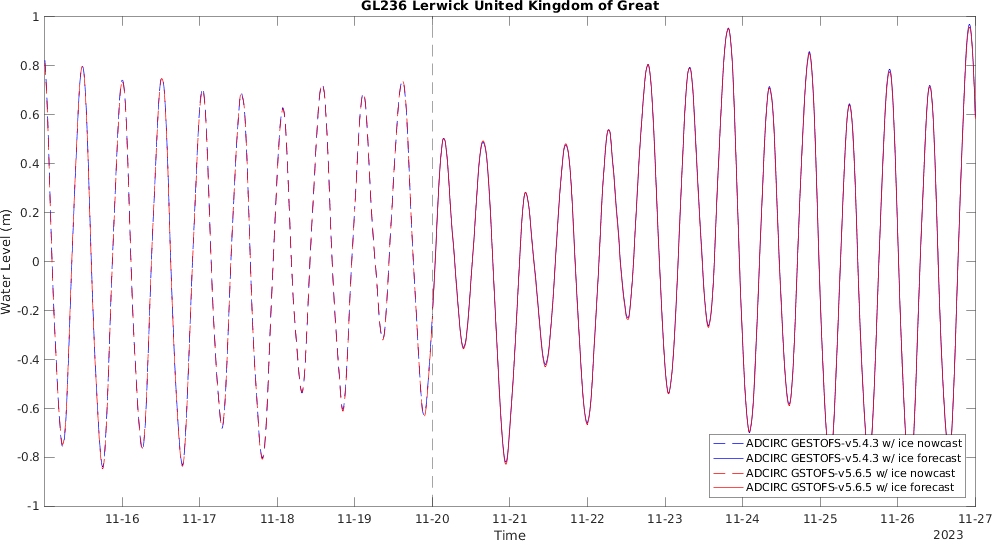 GL236 Lerwick United Kingdom of Great
1
0.8
0.6
0.4
0.2
0
-0.2
-0.4
-0.6
-0.8
-1
Water Level (m)
ADCIRC GESTOFS-v5.4.3 w/ ice nowcast
ADCIRC GESTOFS-v5.4.3 w/ ice forecast
ADCIRC GSTOFS-v5.6.5 w/ ice nowcast
ADCIRC GSTOFS-v5.6.5 w/ ice forecast
11-16 11-17 11-18 11-19 11-20 11-21 11-22 11-23 11-24 11-25 11-26 11-27
Time
2023